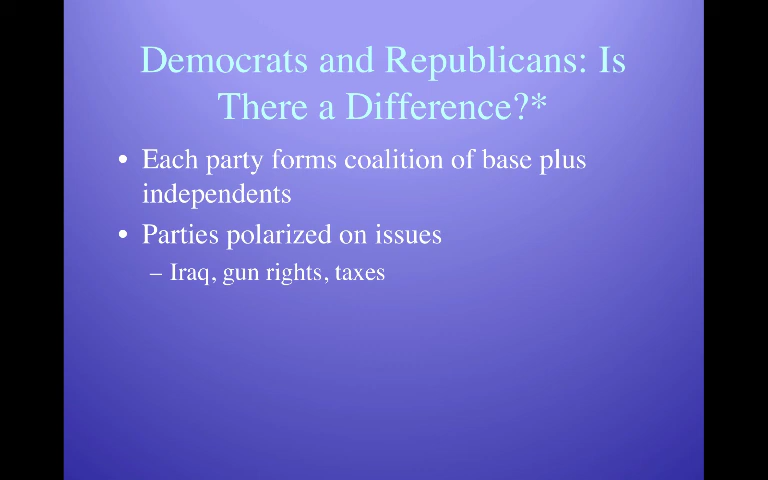 Democrats and Republicans: Is
There a Difference?*
• Each party forms coalition of base plus
independents
• Parties polarized on issues
– Iraq, gun rights, taxes